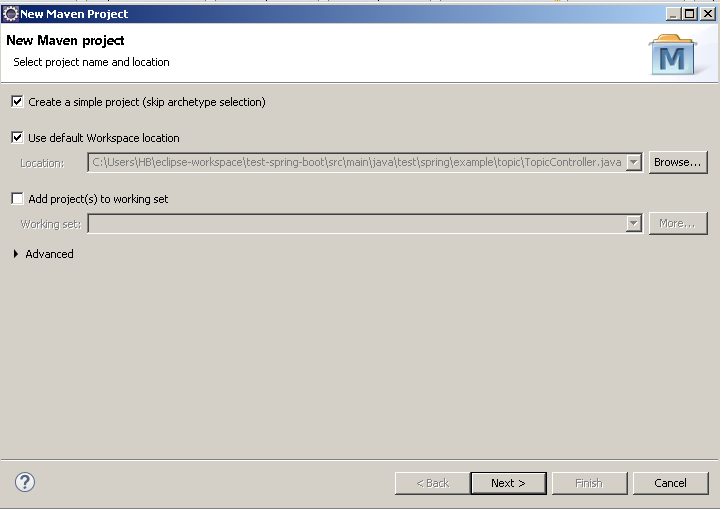 New Maven Project
New Maven project
Select project name and location
M
Create a simple project (skip archetype selection)
Use default Workspace location
Location: C:\Users\HB\eclipse-workspace\test-spring-boot\src\main\java\test\spring\example\topic\TopicController.java Browse...
Add project(s) to working set
Working set: More...
Advanced
? < Back Next > Finish Cancel